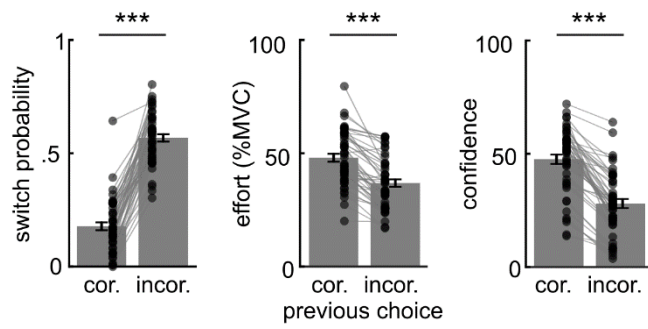 ***
***
***
1
.5
0
switch probability
cor. incor.
100
50
0
effort (%MVC)
cor. incor.
previous choice
100
50
0
confidence
cor. incor.